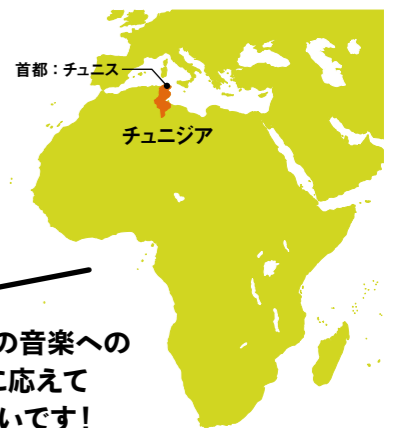 首都：チュニス
チュニジア
の音楽への
に応えて
いです！